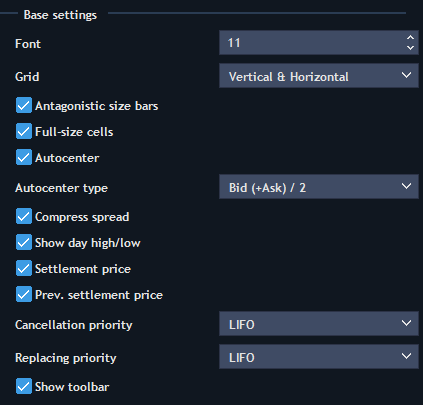 Base settings
Font 11
Grid Vertical & Horizontal
Antagonistic size bars
Full-size cells
Autocenter
Autocenter type Bid (+Ask) / 2
Compress spread
Show day high/low
Settlement price
Prev. settlement price
Cancellation priority LIFO
Replacing priority LIFO
Show toolbar